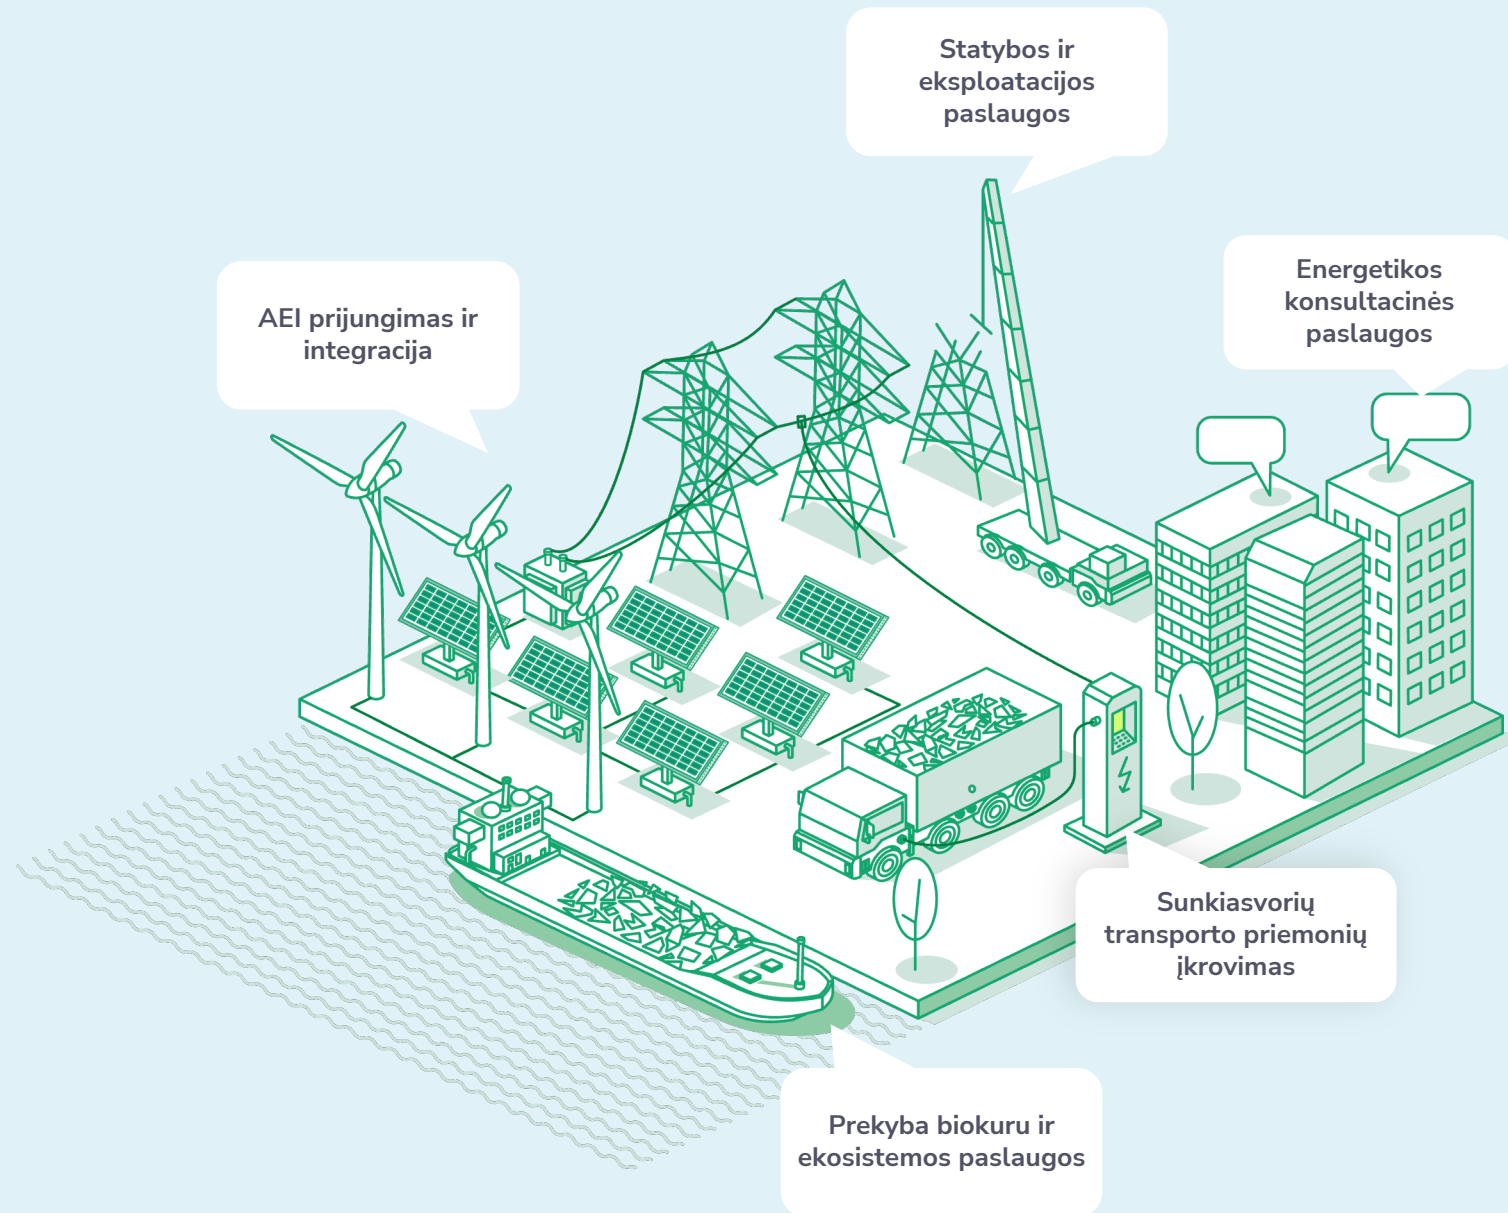 Statybos ir
eksploatacijos
paslaugos
Energetikos
konsultacinės
paslaugos
AEI prijungimas ir
integracija
Sunkiasvorių
transporto priemonių
įkrovimas
Prekyba biokuru ir
ekosistemos paslaugos